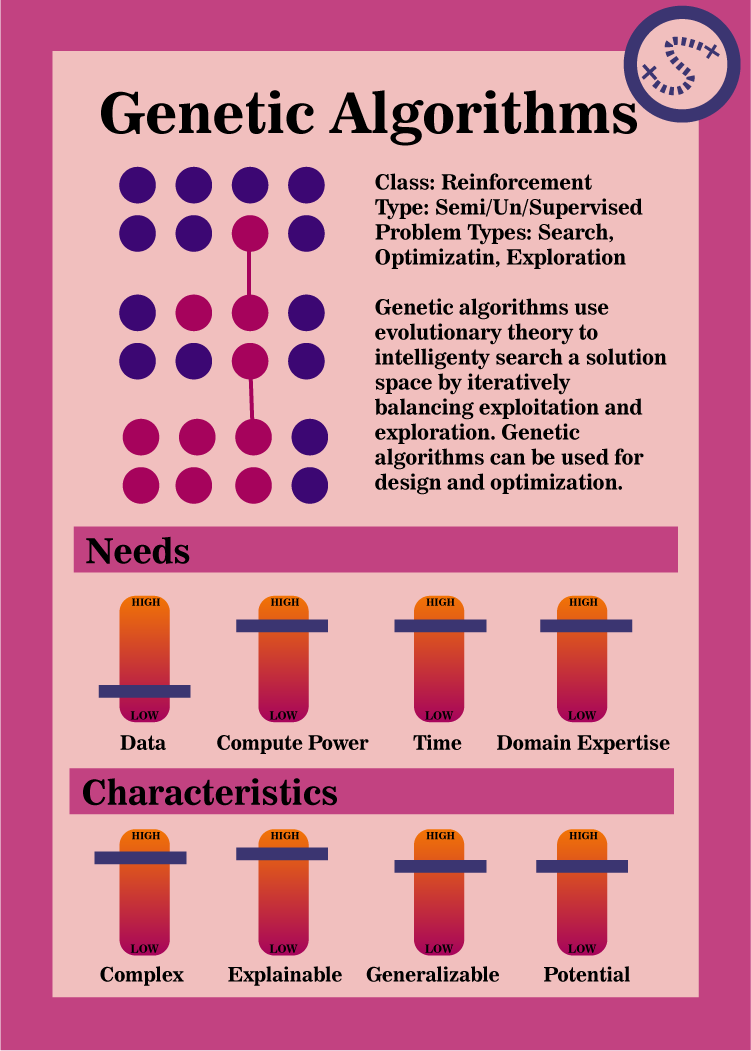 Genetic Algorithms
Class: Reinforcement
Type: Semi/Un/Supervised
Problem Types: Search,
Optimizatin, Exploration
Genetic algorithms use
evolutionary theory to
intelligenty search a solution
space by iteratively
balancing exploitation and
exploration. Genetic
algorithms can be used for
design and optimization.
Needs
HIGH HIGH HIGH HIGH
LOW LOW LOW LOW
Data Compute Power Time Domain Expertise
Characteristics
HIGH HIGH HIGH HIGH
LOW LOW LOW LOW
Complex Explainable Generalizable Potential